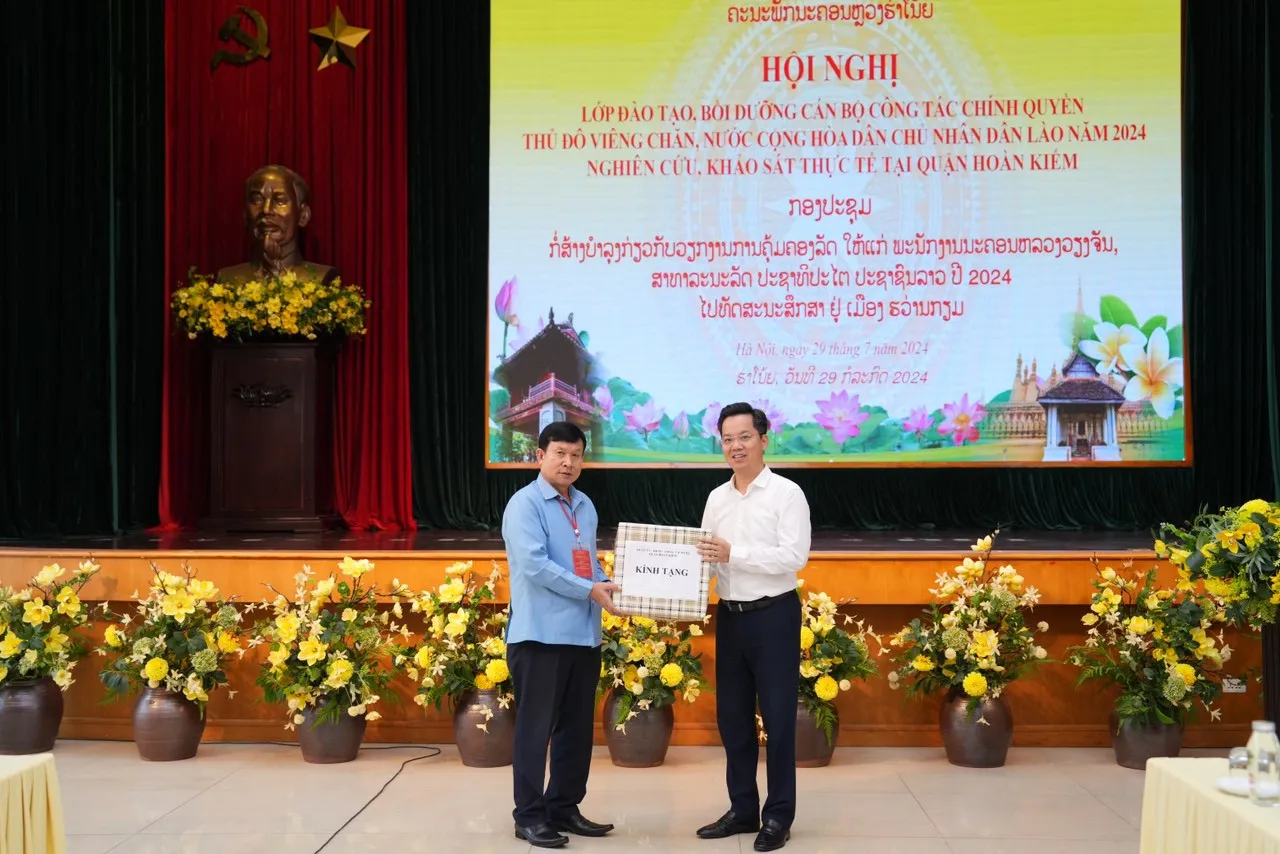 ຄະນະພັກນະຄອນຫຼວງຮາໂນ້ຍ
HỘI NGHỊ
LỚP ĐÀO TẠO, BỒI DƯỠNG CÁN BỘ CÔNG TÁC CHÍNH QUYỀN
THỦ ĐÔ VIÊNG CHĂN, NƯỚC CỘNG HÒA DÂN CHỦ NHÂN DÂN LÀO NĂM 2024
NGHIÊN CỨU, KHẢO SÁT THỰC TẾ TẠI QUẬN HOÀN KIẾM
ກອງປະຊຸມ
ກໍ່ສ້າງບຳລຸງກ່ຽວກັບວຽກງານການຄຸ້ມຄອງລັດ ໃຫ້ແກ່ ພະນັກງານນະຄອນຫລວງວຽງຈັນ,
ສາທາລະນະລັດ ປະຊາທິປະໄຕ ປະຊາຊົນລາວ ປີ 2024
ໄປທັດສະນະສຶກສາ ຢູ່ ເມືອງ ຮວ່ານກຽມ
Hà Nội, ngày 29 tháng 7 năm 2024
ຮາໂນ້ຍ, ວັນທີ 29 ກໍລະກົດ 2024
KÍNH TẶNG